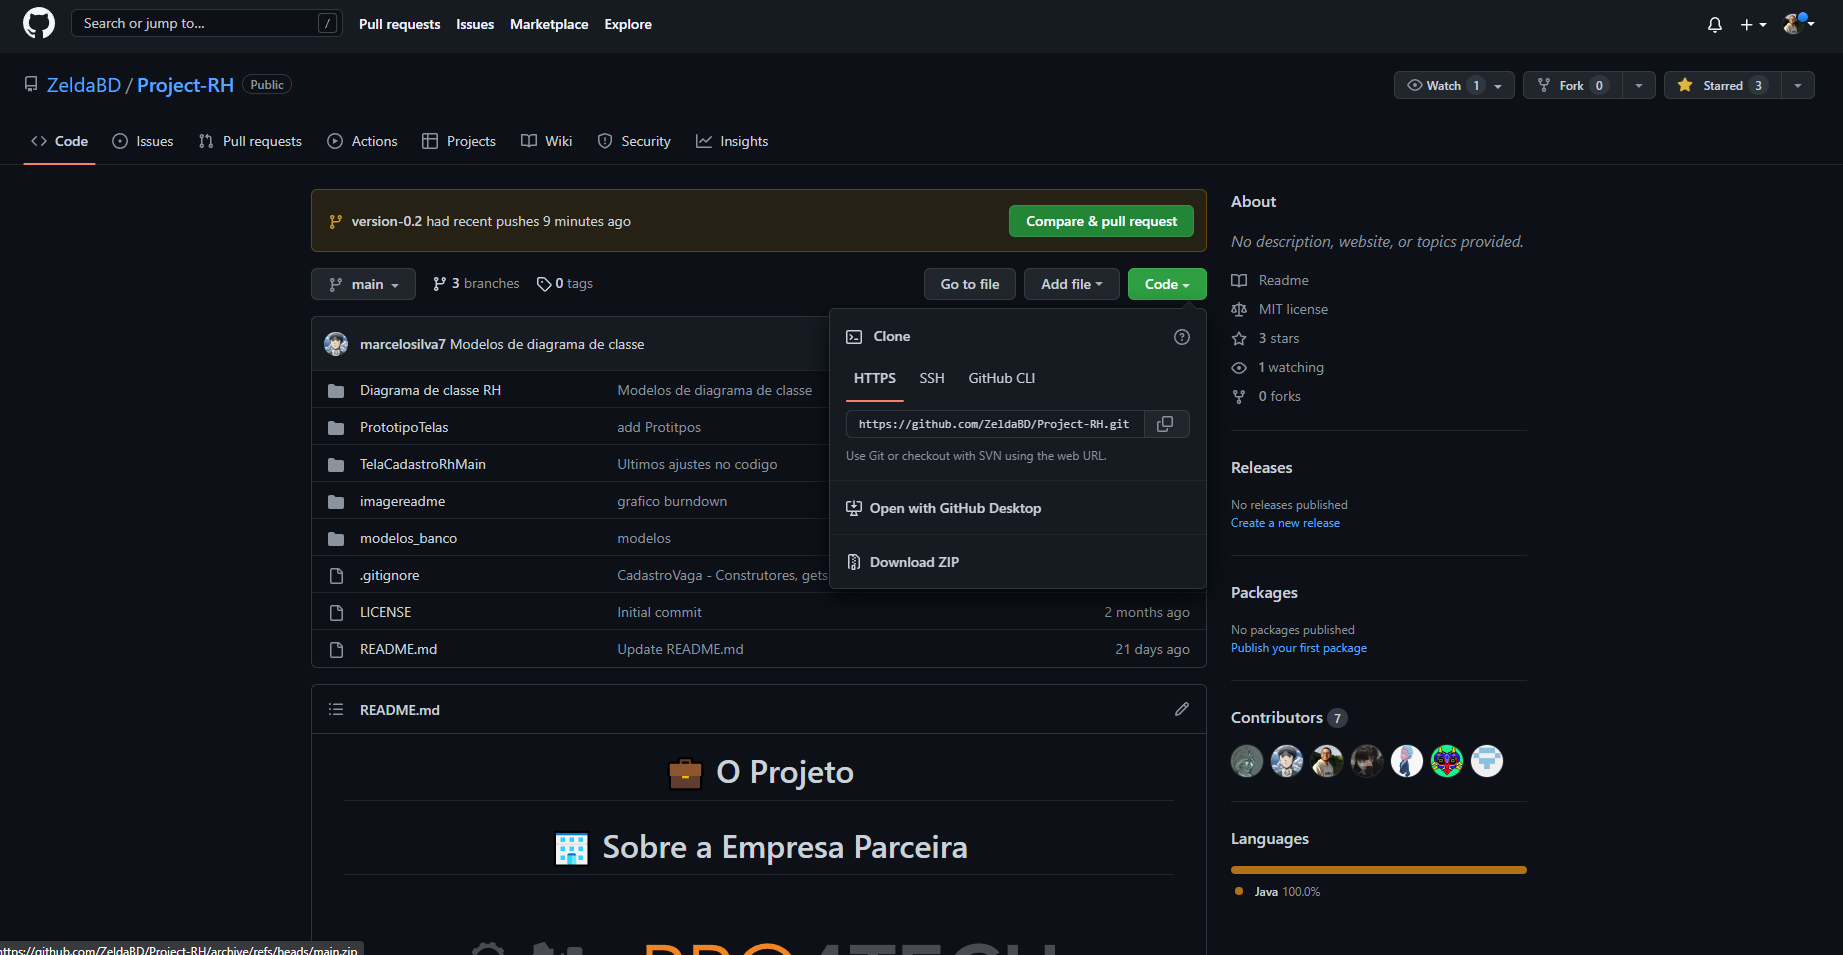 Search or jump to... /
Pull requests Issues Marketplace Explore
ZeldaBD / Project-RH Public
Watch 1 Fork 0 Starred 3
Code Issues Pull requests Actions Projects Wiki Security Insights
version-0.2 had recent pushes 9 minutes ago
Compare & pull request
main 3 branches 0 tags
Go to file Add file Code
marcelosilva7 Modelos de diagrama de classe
Diagrama de classe RH Modelos de diagrama de classe
PrototipoTelas add Protitpos
TelaCadastroRhMain Ultimos ajustes no codigo
imagereadme grafico burndown
modelos_banco modelos
.gitignore CadastroVaga - Construtores, gets
LICENSE Initial commit 2 months ago
README.md Update README.md 21 days ago
Clone
HTTPS SSH GitHub CLI
https://github.com/ZeldaBD/Project-RH.git
Use Git or checkout with SVN using the web URL.
Open with GitHub Desktop
Download ZIP
README.md
O Projeto
Sobre a Empresa Parceira
PRO4TECH
About
No description, website, or topics provided.
Readme
MIT license
3 stars
1 watching
0 forks
Releases
No releases published
Create a new release
Packages
No packages published
Publish your first package
Contributors 7
Languages
Java 100.0%
https://github.com/ZeldaBD/Project-RH/archive/refs/heads/main.zip